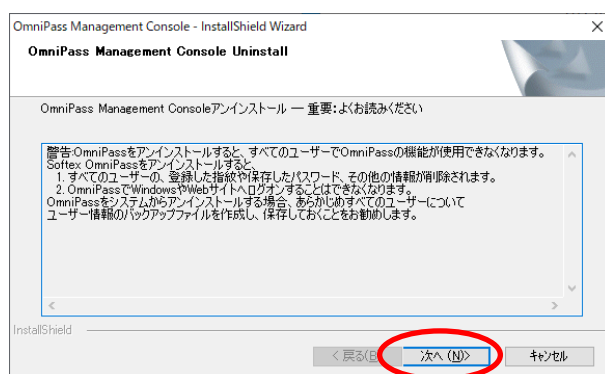 OmniPass Management Console - InstallShield Wizard
OmniPass Management Console Uninstall
OmniPass Management Consoleアンインストール ― 重要：よくお読みください
警告:OmniPassをアンインストールすると、すべてのユーザーでOmniPassの機能が使用できなくなります。
Softex OmniPassをアンインストールすると、
1. すべてのユーザーの、登録した指紋や保存したパスワード、その他の情報が削除されます。
2. OmniPassでWindowsやWebサイトへログオンすることはできなくなります。
OmniPassをシステムからアンインストールする場合、あらかじめすべてのユーザーについて
ユーザー情報のバックアップファイルを作成し、保存しておくことをお勧めします。
InstallShield
< 戻る(B 次へ (N)> キャンセル